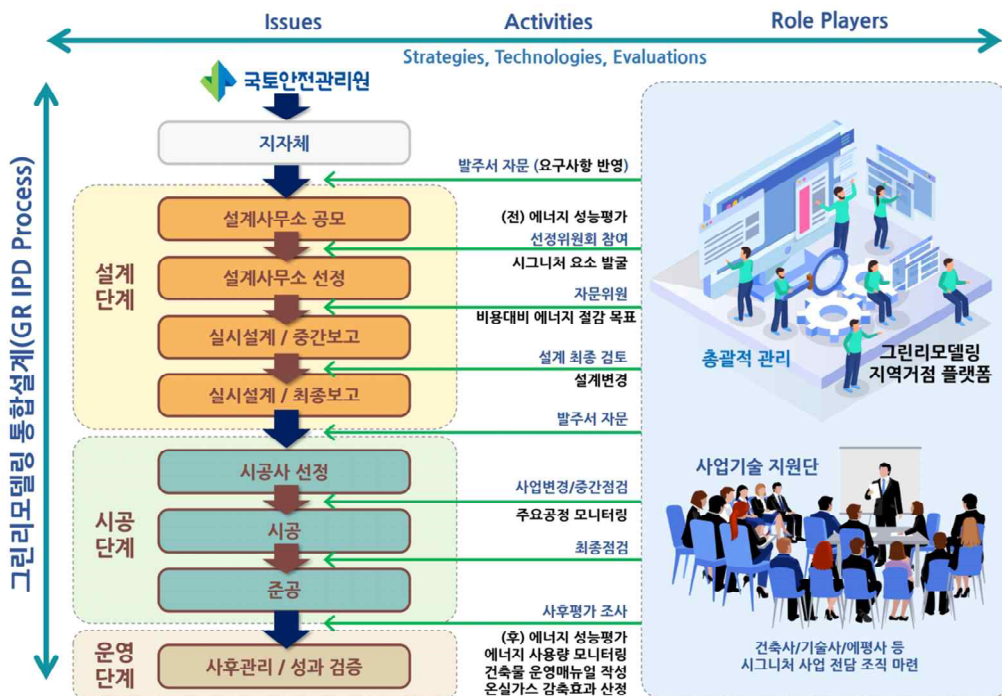 Issues
Activities
Role Players
Strategies, Technologies, Evaluations
그린리모델링 통합설계(GR IPD Process)
국토안전관리원
지자체
발주서 자문 (요구사항 반영)
설계
단계
설계사무소 공모
(전) 에너지 성능평가
선정위원회 참여
시그니처 요소 발굴
설계사무소 선정
자문위원
비용대비 에너지 절감 목표
실시설계 / 중간보고
설계 최종 검토
설계변경
실시설계 / 최종보고
발주서 자문
시공
단계
시공사 선정
사업변경/중간점검
주요공정 모니터링
시공
최종점검
준공
사후평가 조사
(후) 에너지 성능평가
에너지 사용량 모니터링
건축물 운영매뉴얼 작성
온실가스 감축효과 산정
운영
단계
사후관리 / 성과 검증
총괄적 관리
그린리모델링
지역거점 플랫폼
사업기술 지원단
건축사/기술사/에평사 등
시그니처 사업 전담 조직 마련